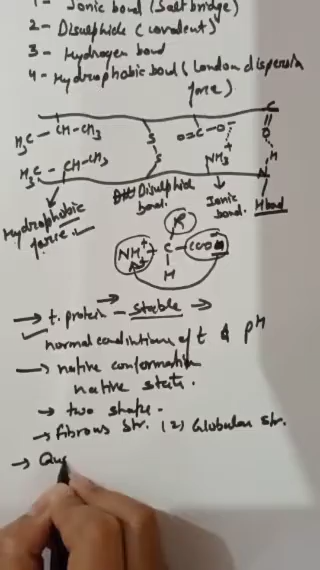 1- Ionic bond (Salt bridge)
2- Disulphide (covalent)
3- Hydrogen bond
4- Hydrophobic bond (London dispersion force).
H₃C - CH-CH₃
S
S
O=C-O⁻
C
O
H
N
H₃C - CH-CH₃
NH₃⁺
Hydrophobic force.
Disulphide bond.
Ionic bond.
H bond
R
NH₃⁺ - C - COO⁻
H
→ t. protein → stable →
normal conditions of t & pH
→ native conformation
native state.
→ two shape.
→ Fibrous str. (2) Globular str.
→ Qu